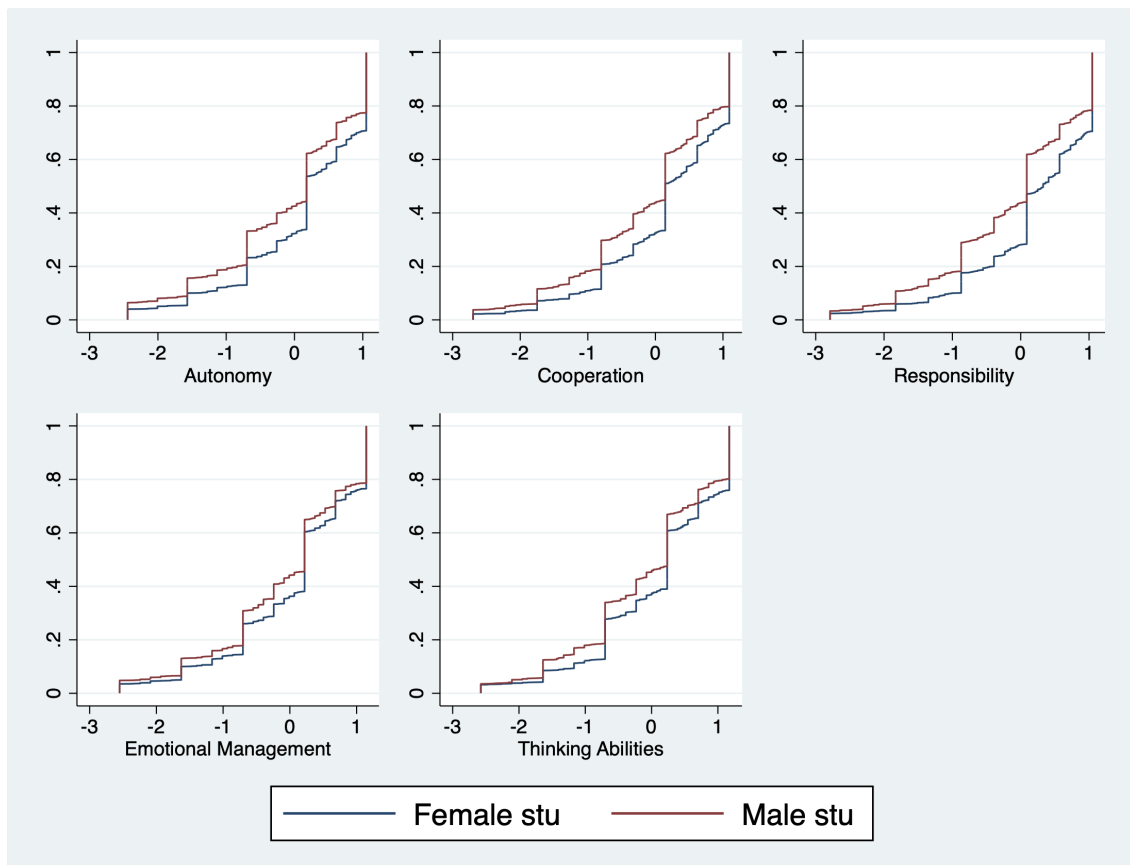 1
.8
.6
.4
.2
0
-3 -2 -1 0 1
Autonomy
1
.8
.6
.4
.2
0
-3 -2 -1 0 1
Cooperation
1
.8
.6
.4
.2
0
-3 -2 -1 0 1
Responsibility
1
.8
.6
.4
.2
0
-3 -2 -1 0 1
Emotional Management
1
.8
.6
.4
.2
0
-3 -2 -1 0 1
Thinking Abilities
Female stu Male stu